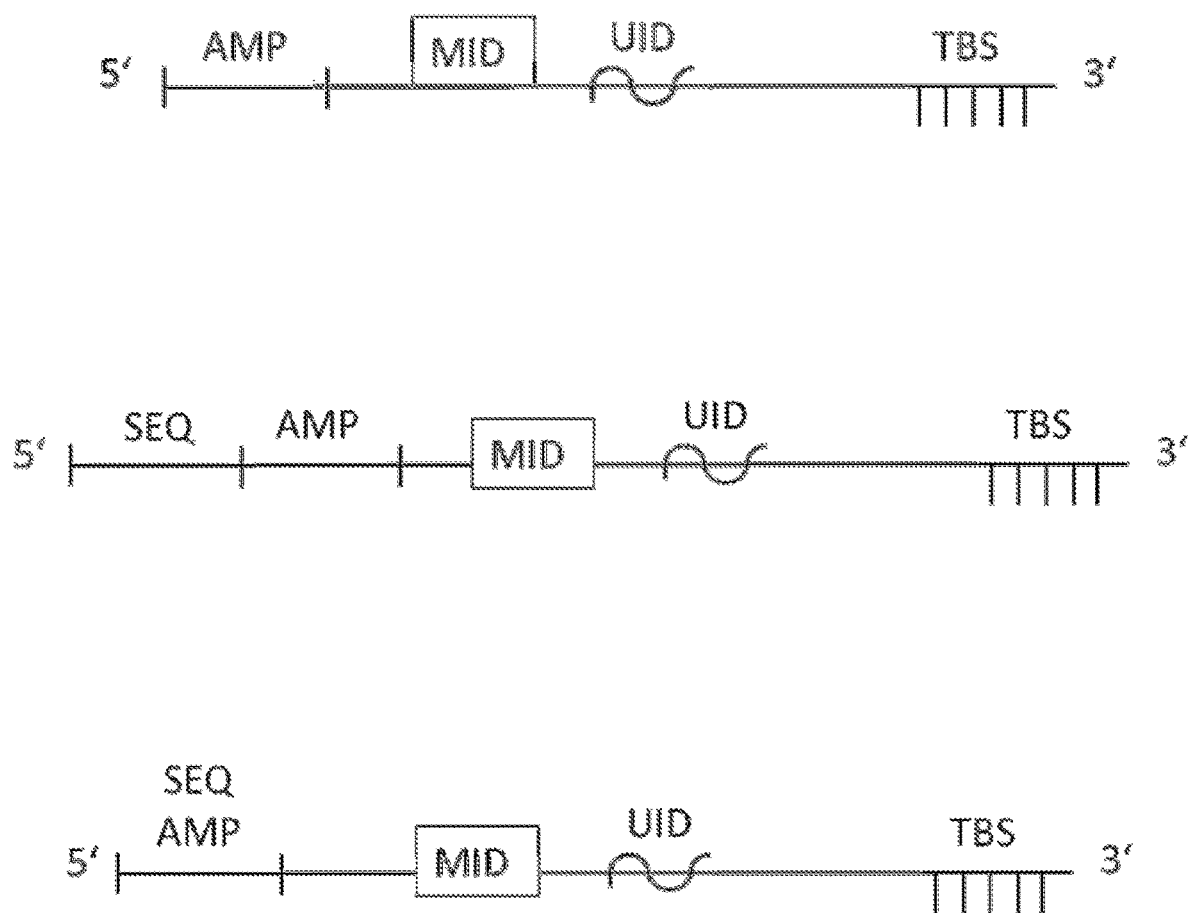 5' AMP MID UID TBS 3'
5' SEQ AMP MID UID TBS 3'
SEQ
5' AMP MID UID TBS 3'